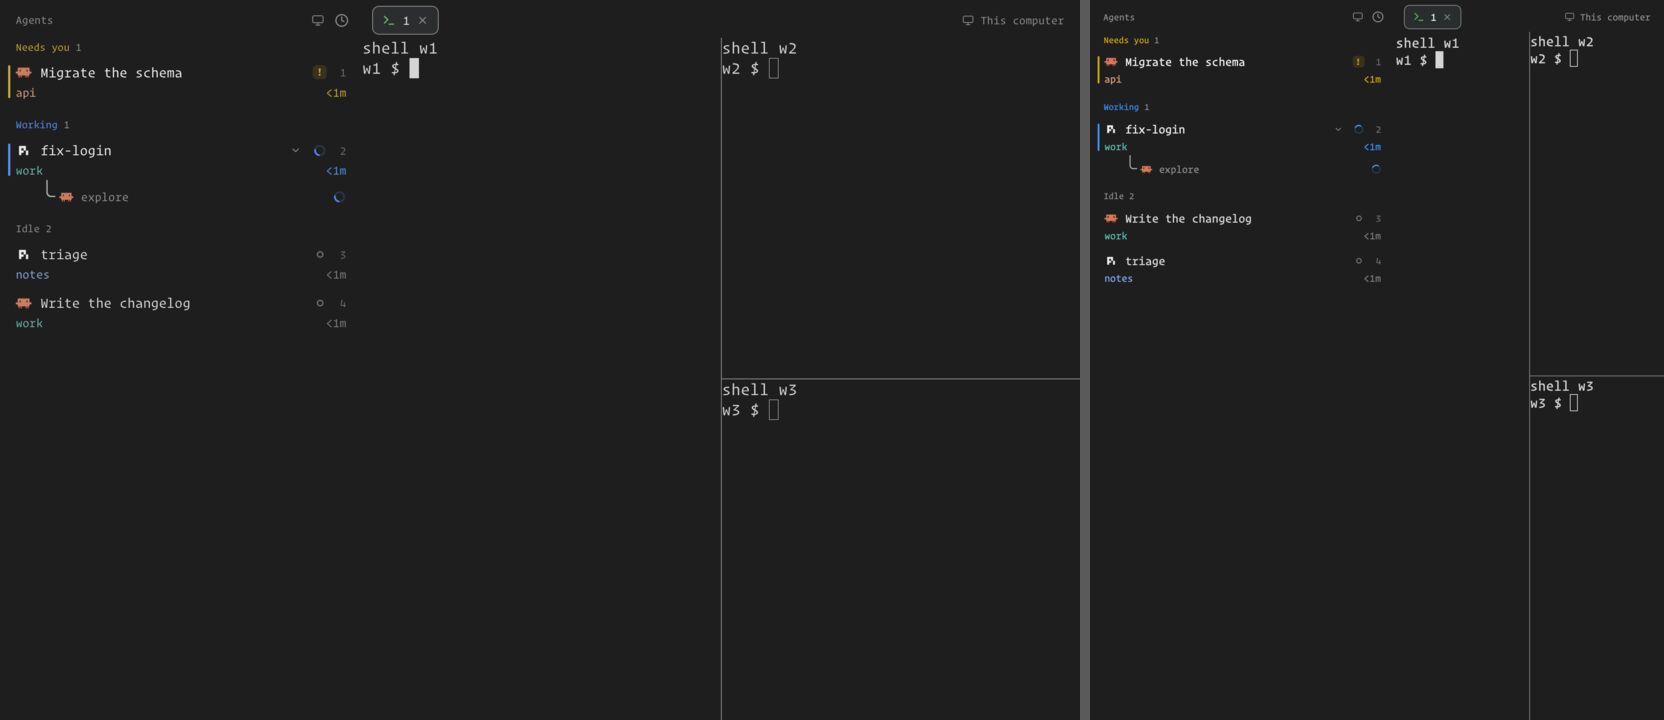 Agents
Needs you 1
Migrate the schema ! 1
api <1m
Working 1
fix-login 2
work <1m
explore
Idle 2
triage 3
notes <1m
Write the changelog 4
work <1m
>_ 1 ×
This computer
shell w1
w1 $
shell w2
w2 $
shell w3
w3 $
Agents
Needs you 1
Migrate the schema ! 1
api <1m
Working 1
fix-login 2
work <1m
explore
Idle 2
Write the changelog 3
work <1m
triage 4
notes <1m
>_ 1 ×
This computer
shell w1
w1 $
shell w2
w2 $
shell w3
w3 $